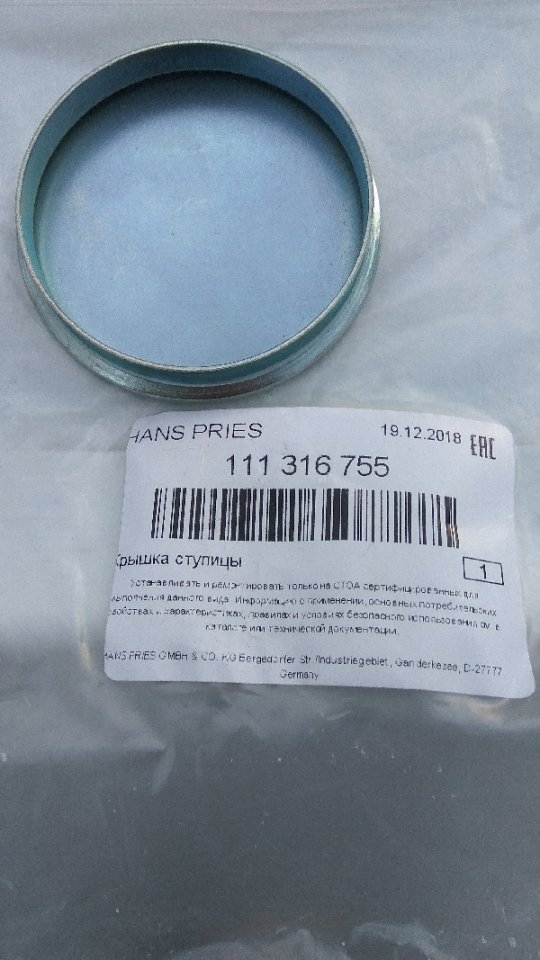 HANS PRIES 19.12.2018 EAC
111 316 755
Крышка ступицы 1
Устанавливать и ремонтировать только на СТОА сертифицированных для
выполнения данного вида. Информацию о применении, основных потребительских
свойствах и характеристиках, правилах и условиях безопасного использования см. в
каталоге или технической документации.
HANS PRIES GMBH & CO. KG Bergedorfer Str./Industriegebiet, Ganderkesee, D-27777
Germany